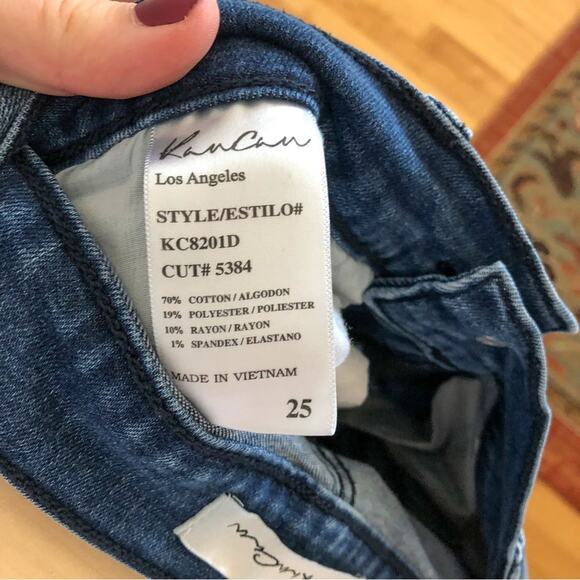 KanCan
Los Angeles
STYLE/ESTILO#
KC8201D
CUT# 5384
70% COTTON / ALGODON
19% POLYESTER / POLIESTER
10% RAYON / RAYON
1% SPANDEX / ELASTANO
MADE IN VIETNAM
25
KanCan